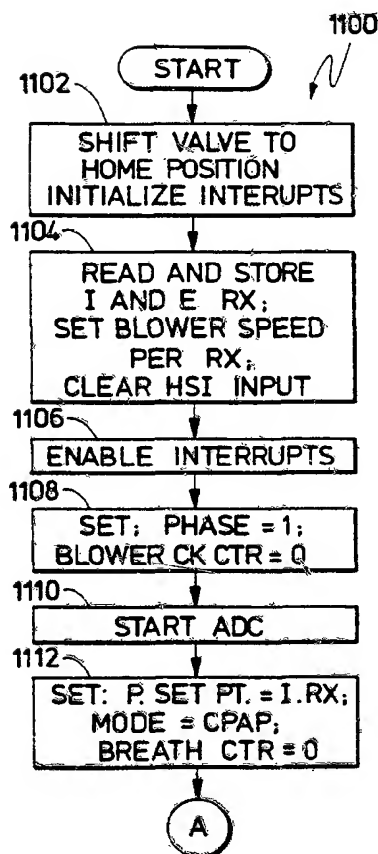 1100
START
1102
SHIFT VALVE TO
HOME POSITION
INITIALIZE INTERUPTS
1104
READ AND STORE
I AND E RX;
SET BLOWER SPEED
PER RX;
CLEAR HSI INPUT
1106
ENABLE INTERRUPTS
1108
SET: PHASE = 1;
BLOWER CK CTR = 0
1110
START ADC
1112
SET: P. SET PT. = I.RX;
MODE = CPAP;
BREATH CTR = 0
A